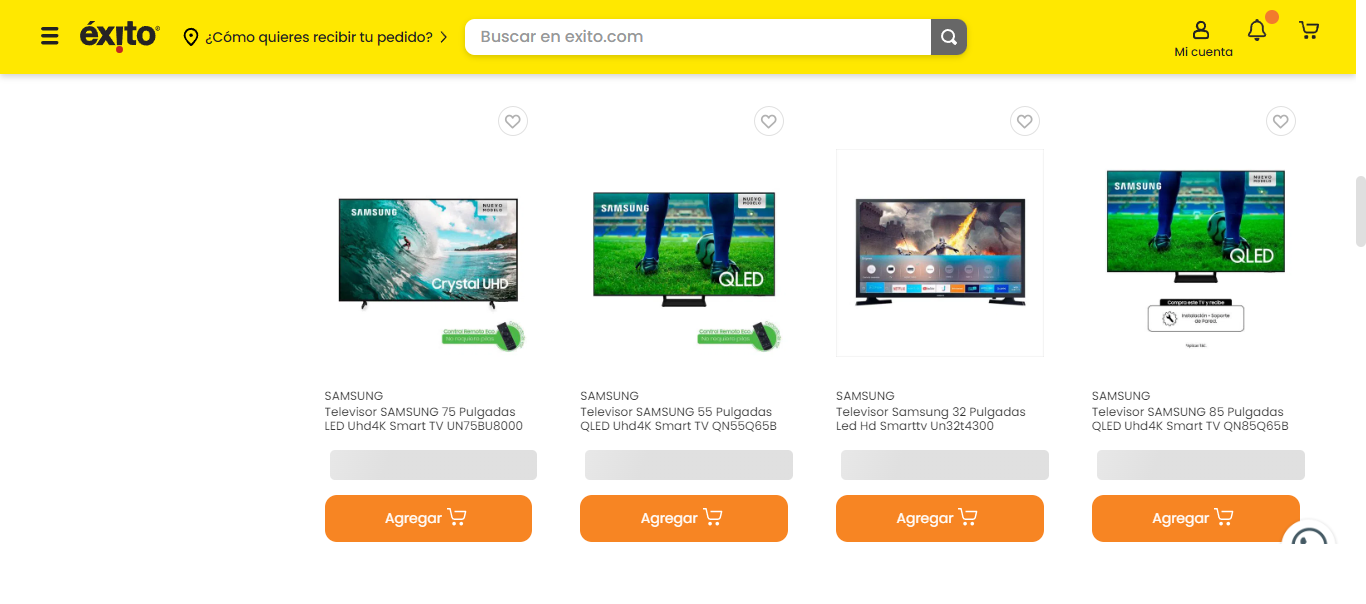 éxito
¿Cómo quieres recibir tu pedido?
Buscar en exito.com
Mi cuenta
SAMSUNG
NUEVO MODELO
Crystal UHD
Control Remoto Eco.
No requiere pilas
SAMSUNG
Televisor SAMSUNG 75 Pulgadas
LED Uhd4K Smart TV UN75BU8000
Agregar
SAMSUNG
NUEVO MODELO
QLED
Control Remoto Eco.
No requiere pilas
SAMSUNG
Televisor SAMSUNG 55 Pulgadas
QLED Uhd4K Smart TV QN55Q65B
Agregar
SAMSUNG
Televisor Samsung 32 Pulgadas
Led Hd Smarttv Un32t4300
Agregar
SAMSUNG
NUEVO MODELO
QLED
Compra este TV y recibe
Instalación + Soporte
de Pared.
SAMSUNG
Televisor SAMSUNG 85 Pulgadas
QLED Uhd4K Smart TV QN85Q65B
Agregar